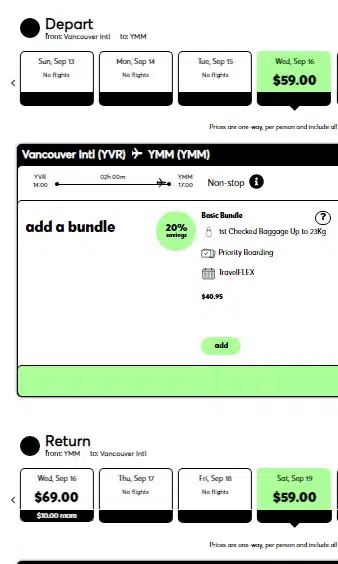 Depart
from: Vancouver Intl to: YMM
Sun, Sep 13
No flights
Mon, Sep 14
No flights
Tue, Sep 15
No flights
Wed, Sep 16
$59.00
Prices are one-way, per person and include all
Vancouver Intl (YVR) YMM (YMM)
YVR
14:00
02h 00m
YMM
17:00
Non-stop
add a bundle
20%
savings
Basic Bundle
?
1st Checked Baggage Up to 23Kg
Priority Boarding
TravelFLEX
$40.95
add
Return
from: YMM to: Vancouver Intl
Wed, Sep 16
$69.00
$10.00 more
Thu, Sep 17
No flights
Fri, Sep 18
No flights
Sat, Sep 19
$59.00
Prices are one-way, per person and include all